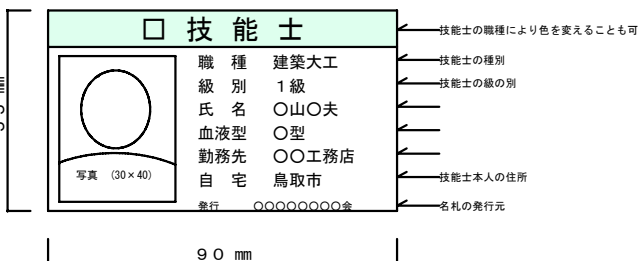 □ 技 能 士
技能士の職種により色を変えることも可
職 種 建築大工
技能士の種別
級 別 1級
技能士の級の別
氏 名 〇山〇夫
血液型 〇型
勤務先 〇〇工務店
写真 (30×40)
自 宅 鳥取市
技能士本人の住所
発行 〇〇〇〇〇〇〇〇会
名札の発行元
90 mm